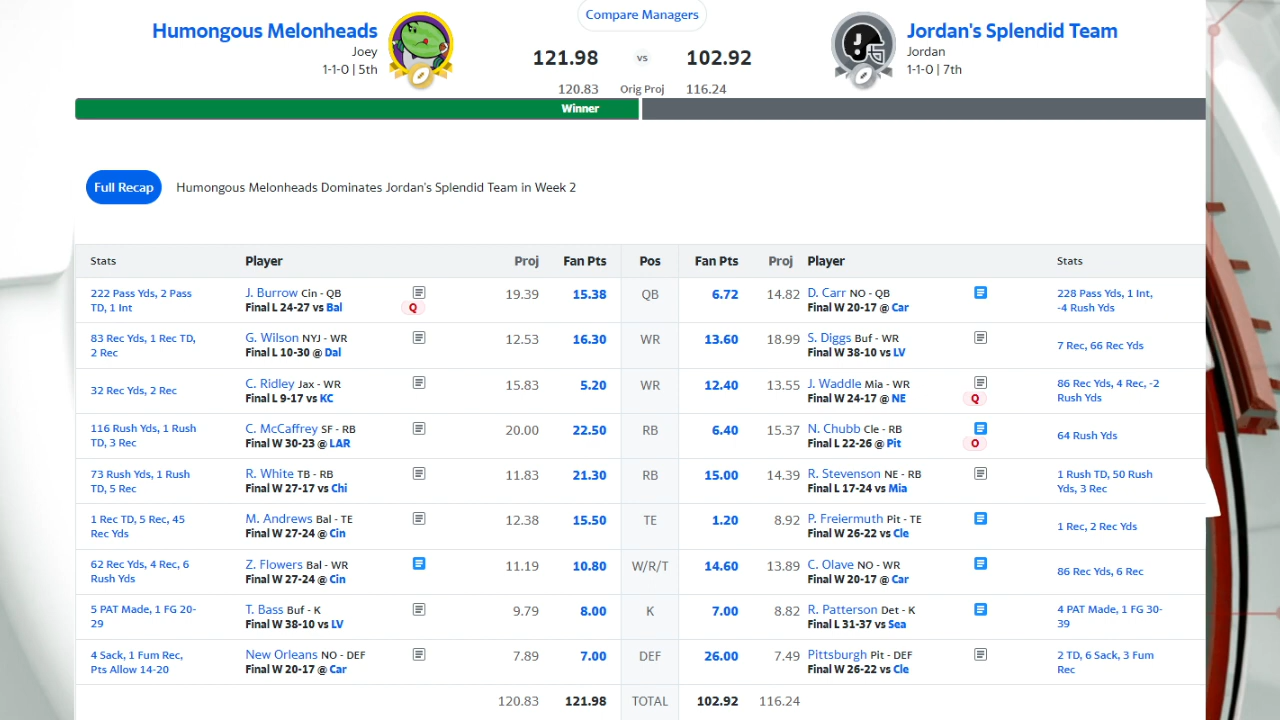 Compare Managers
Humongous Melonheads
Joey
1-1-0 | 5th
121.98 vs 102.92
120.83 Orig Proj 116.24
Jordan's Splendid Team
Jordan
1-1-0 | 7th
Winner
Full Recap Humongous Melonheads Dominates Jordan's Splendid Team in Week 2
Stats Player Proj Fan Pts Pos Fan Pts Proj Player Stats
222 Pass Yds, 2 Pass J. Burrow Cin - QB 19.39 15.38 QB 6.72 14.82 D. Carr NO - QB 228 Pass Yds, 1 Int,
TD, 1 Int Final L 24-27 vs Bal Q Final W 20-17 @ Car -4 Rush Yds
83 Rec Yds, 1 Rec TD, G. Wilson NYJ - WR 12.53 16.30 WR 13.60 18.99 S. Diggs Buf - WR 7 Rec, 66 Rec Yds
2 Rec Final L 10-30 @ Dal Final W 38-10 vs LV
32 Rec Yds, 2 Rec C. Ridley Jax - WR 15.83 5.20 WR 12.40 13.55 J. Waddle Mia - WR 86 Rec Yds, 4 Rec, -2
Final L 9-17 vs KC Final W 24-17 @ NE Q Rush Yds
116 Rush Yds, 1 Rush C. McCaffrey SF - RB 20.00 22.50 RB 6.40 15.37 N. Chubb Cle - RB 64 Rush Yds
TD, 3 Rec Final W 30-23 @ LAR Final L 22-26 @ Pit O
73 Rush Yds, 1 Rush R. White TB - RB 11.83 21.30 RB 15.00 14.39 R. Stevenson NE - RB 1 Rush TD, 50 Rush
TD, 5 Rec Final W 27-17 vs Chi Final L 17-24 vs Mia Yds, 3 Rec
1 Rec TD, 5 Rec, 45 M. Andrews Bal - TE 12.38 15.50 TE 1.20 8.92 P. Freiermuth Pit - TE 1 Rec, 2 Rec Yds
Rec Yds Final W 27-24 @ Cin Final W 26-22 vs Cle
62 Rec Yds, 4 Rec, 6 Z. Flowers Bal - WR 11.19 10.80 W/R/T 14.60 13.89 C. Olave NO - WR 86 Rec Yds, 6 Rec
Rush Yds Final W 27-24 @ Cin Final W 20-17 @ Car
5 PAT Made, 1 FG 20- T. Bass Buf - K 9.79 8.00 K 7.00 8.82 R. Patterson Det - K 4 PAT Made, 1 FG 30-
29 Final W 38-10 vs LV Final L 31-37 vs Sea 39
4 Sack, 1 Fum Rec, New Orleans NO - DEF 7.89 7.00 DEF 26.00 7.49 Pittsburgh Pit - DEF 2 TD, 6 Sack, 3 Fum
Pts Allow 14-20 Final W 20-17 @ Car Final W 26-22 vs Cle Rec
120.83 121.98 TOTAL 102.92 116.24